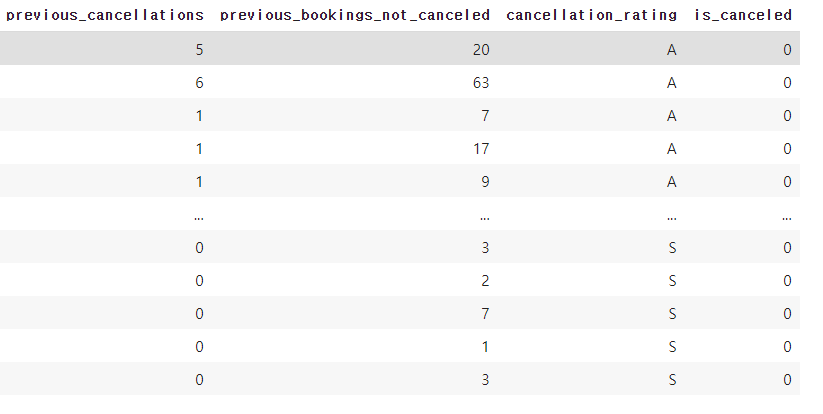 previous_cancellations previous_bookings_not_canceled cancellation_rating is_canceled
5 20 A 0
6 63 A 0
1 7 A 0
1 17 A 0
1 9 A 0
... ... ... ...
0 3 S 0
0 2 S 0
0 7 S 0
0 1 S 0
0 3 S 0